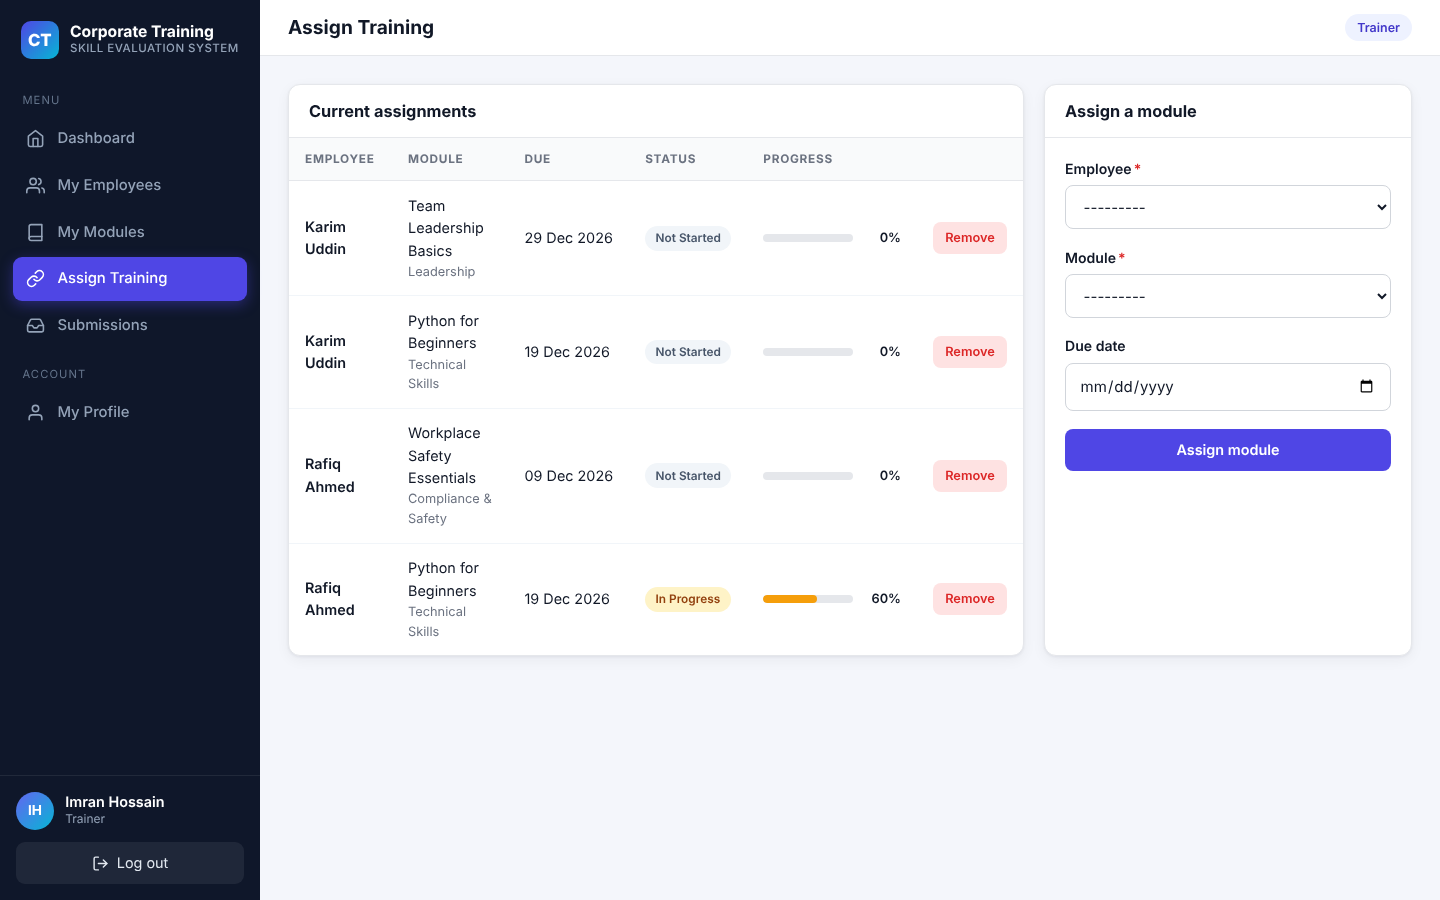 CT
Corporate Training
SKILL EVALUATION SYSTEM
MENU
Dashboard
My Employees
My Modules
Assign Training
Submissions
ACCOUNT
My Profile
IH
Imran Hossain
Trainer
Log out
Assign Training
Trainer
Current assignments
EMPLOYEE MODULE DUE STATUS PROGRESS
Karim
Uddin
Team
Leadership
Basics
Leadership
29 Dec 2026
Not Started
0%
Remove
Karim
Uddin
Python for
Beginners
Technical
Skills
19 Dec 2026
Not Started
0%
Remove
Rafiq
Ahmed
Workplace
Safety
Essentials
Compliance &
Safety
09 Dec 2026
Not Started
0%
Remove
Rafiq
Ahmed
Python for
Beginners
Technical
Skills
19 Dec 2026
In Progress
60%
Remove
Assign a module
Employee *
---------
Module *
---------
Due date
mm/dd/yyyy
Assign module